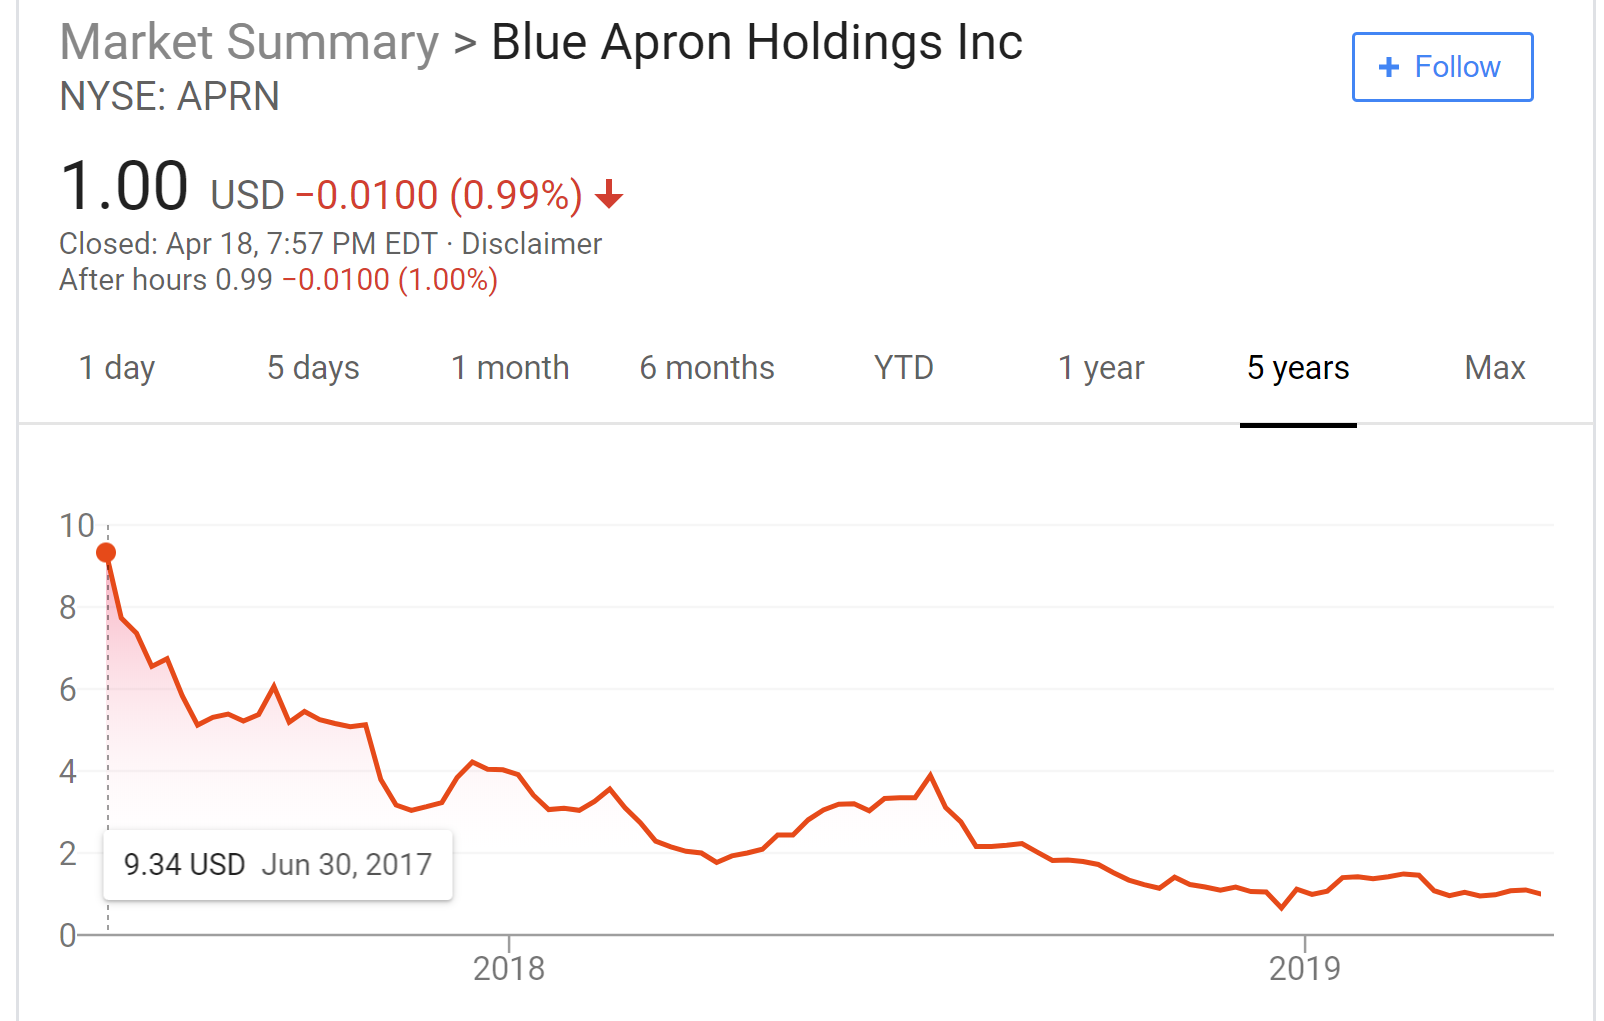 Market Summary > Blue Apron Holdings Inc
+ Follow
NYSE: APRN
1.00 USD −0.0100 (0.99%)
Closed: Apr 18, 7:57 PM EDT · Disclaimer
After hours 0.99 −0.0100 (1.00%)
1 day 5 days 1 month 6 months YTD 1 year 5 years Max
10
8
6
4
2
0
9.34 USD Jun 30, 2017
2018 2019